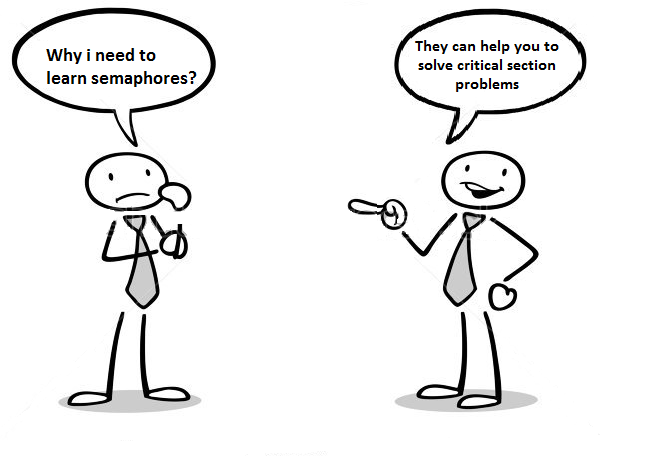 Why i need to
learn semaphores?
They can help you to
solve critical section
problems